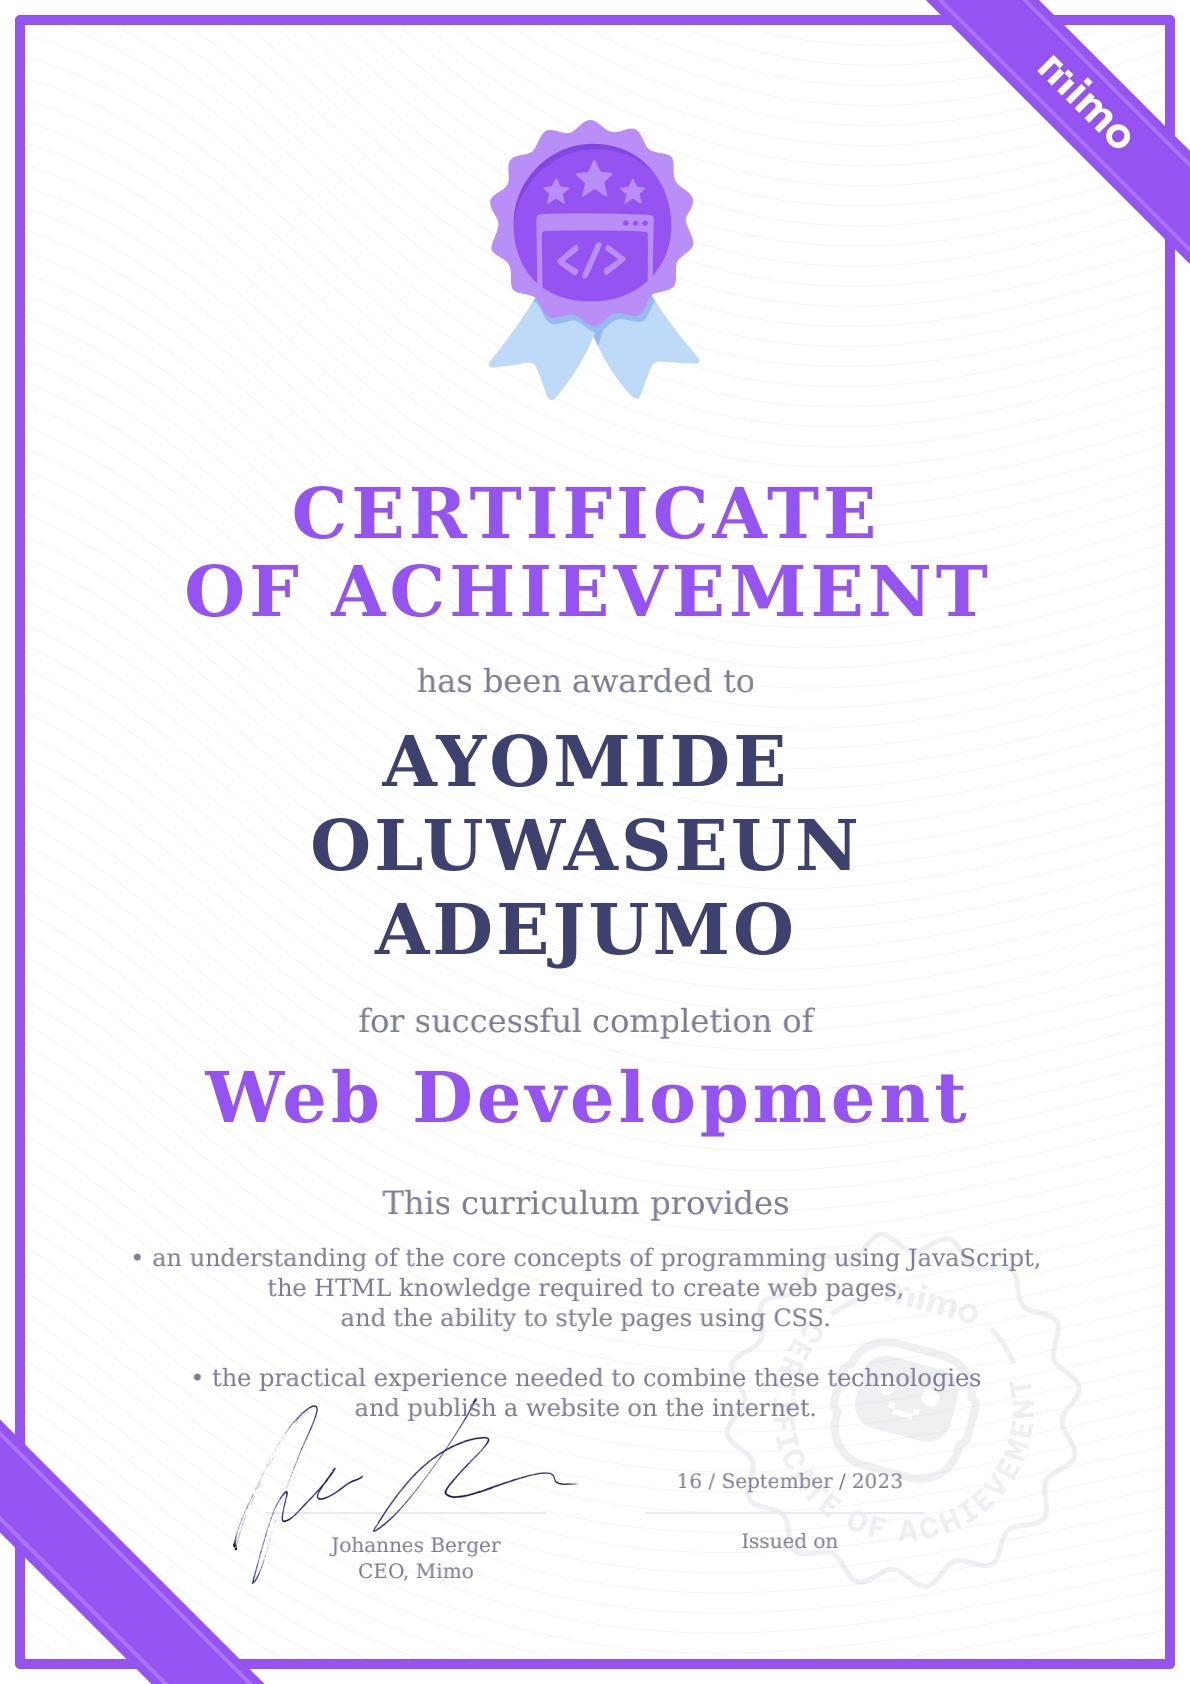 mimo
</>
CERTIFICATE
OF ACHIEVEMENT
has been awarded to
AYOMIDE
OLUWASEUN
ADEJUMO
for successful completion of
Web Development
This curriculum provides
• an understanding of the core concepts of programming using JavaScript,
the HTML knowledge required to create web pages,
and the ability to style pages using CSS.
• the practical experience needed to combine these technologies
and publish a website on the internet.
mimo
CERTIFICATE OF ACHIEVEMENT
16 / September / 2023
Johannes Berger
CEO, Mimo
Issued on